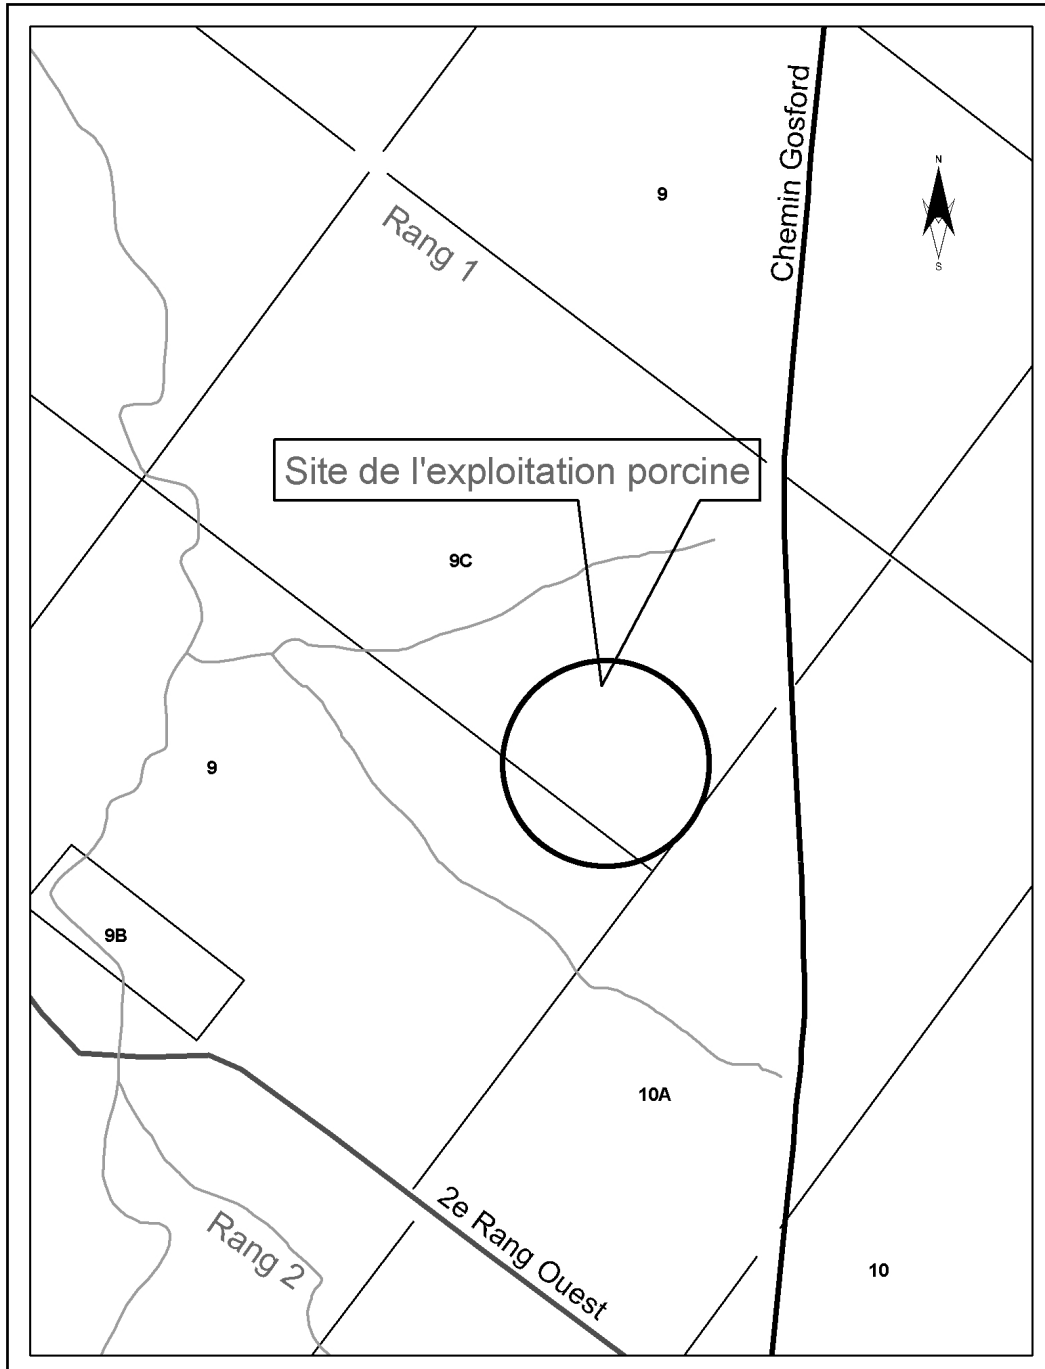 Chemin Gosford
N
S
9
Rang 1
Site de l'exploitation porcine
9C
9
9B
10A
2e Rang Ouest
Rang 2
10